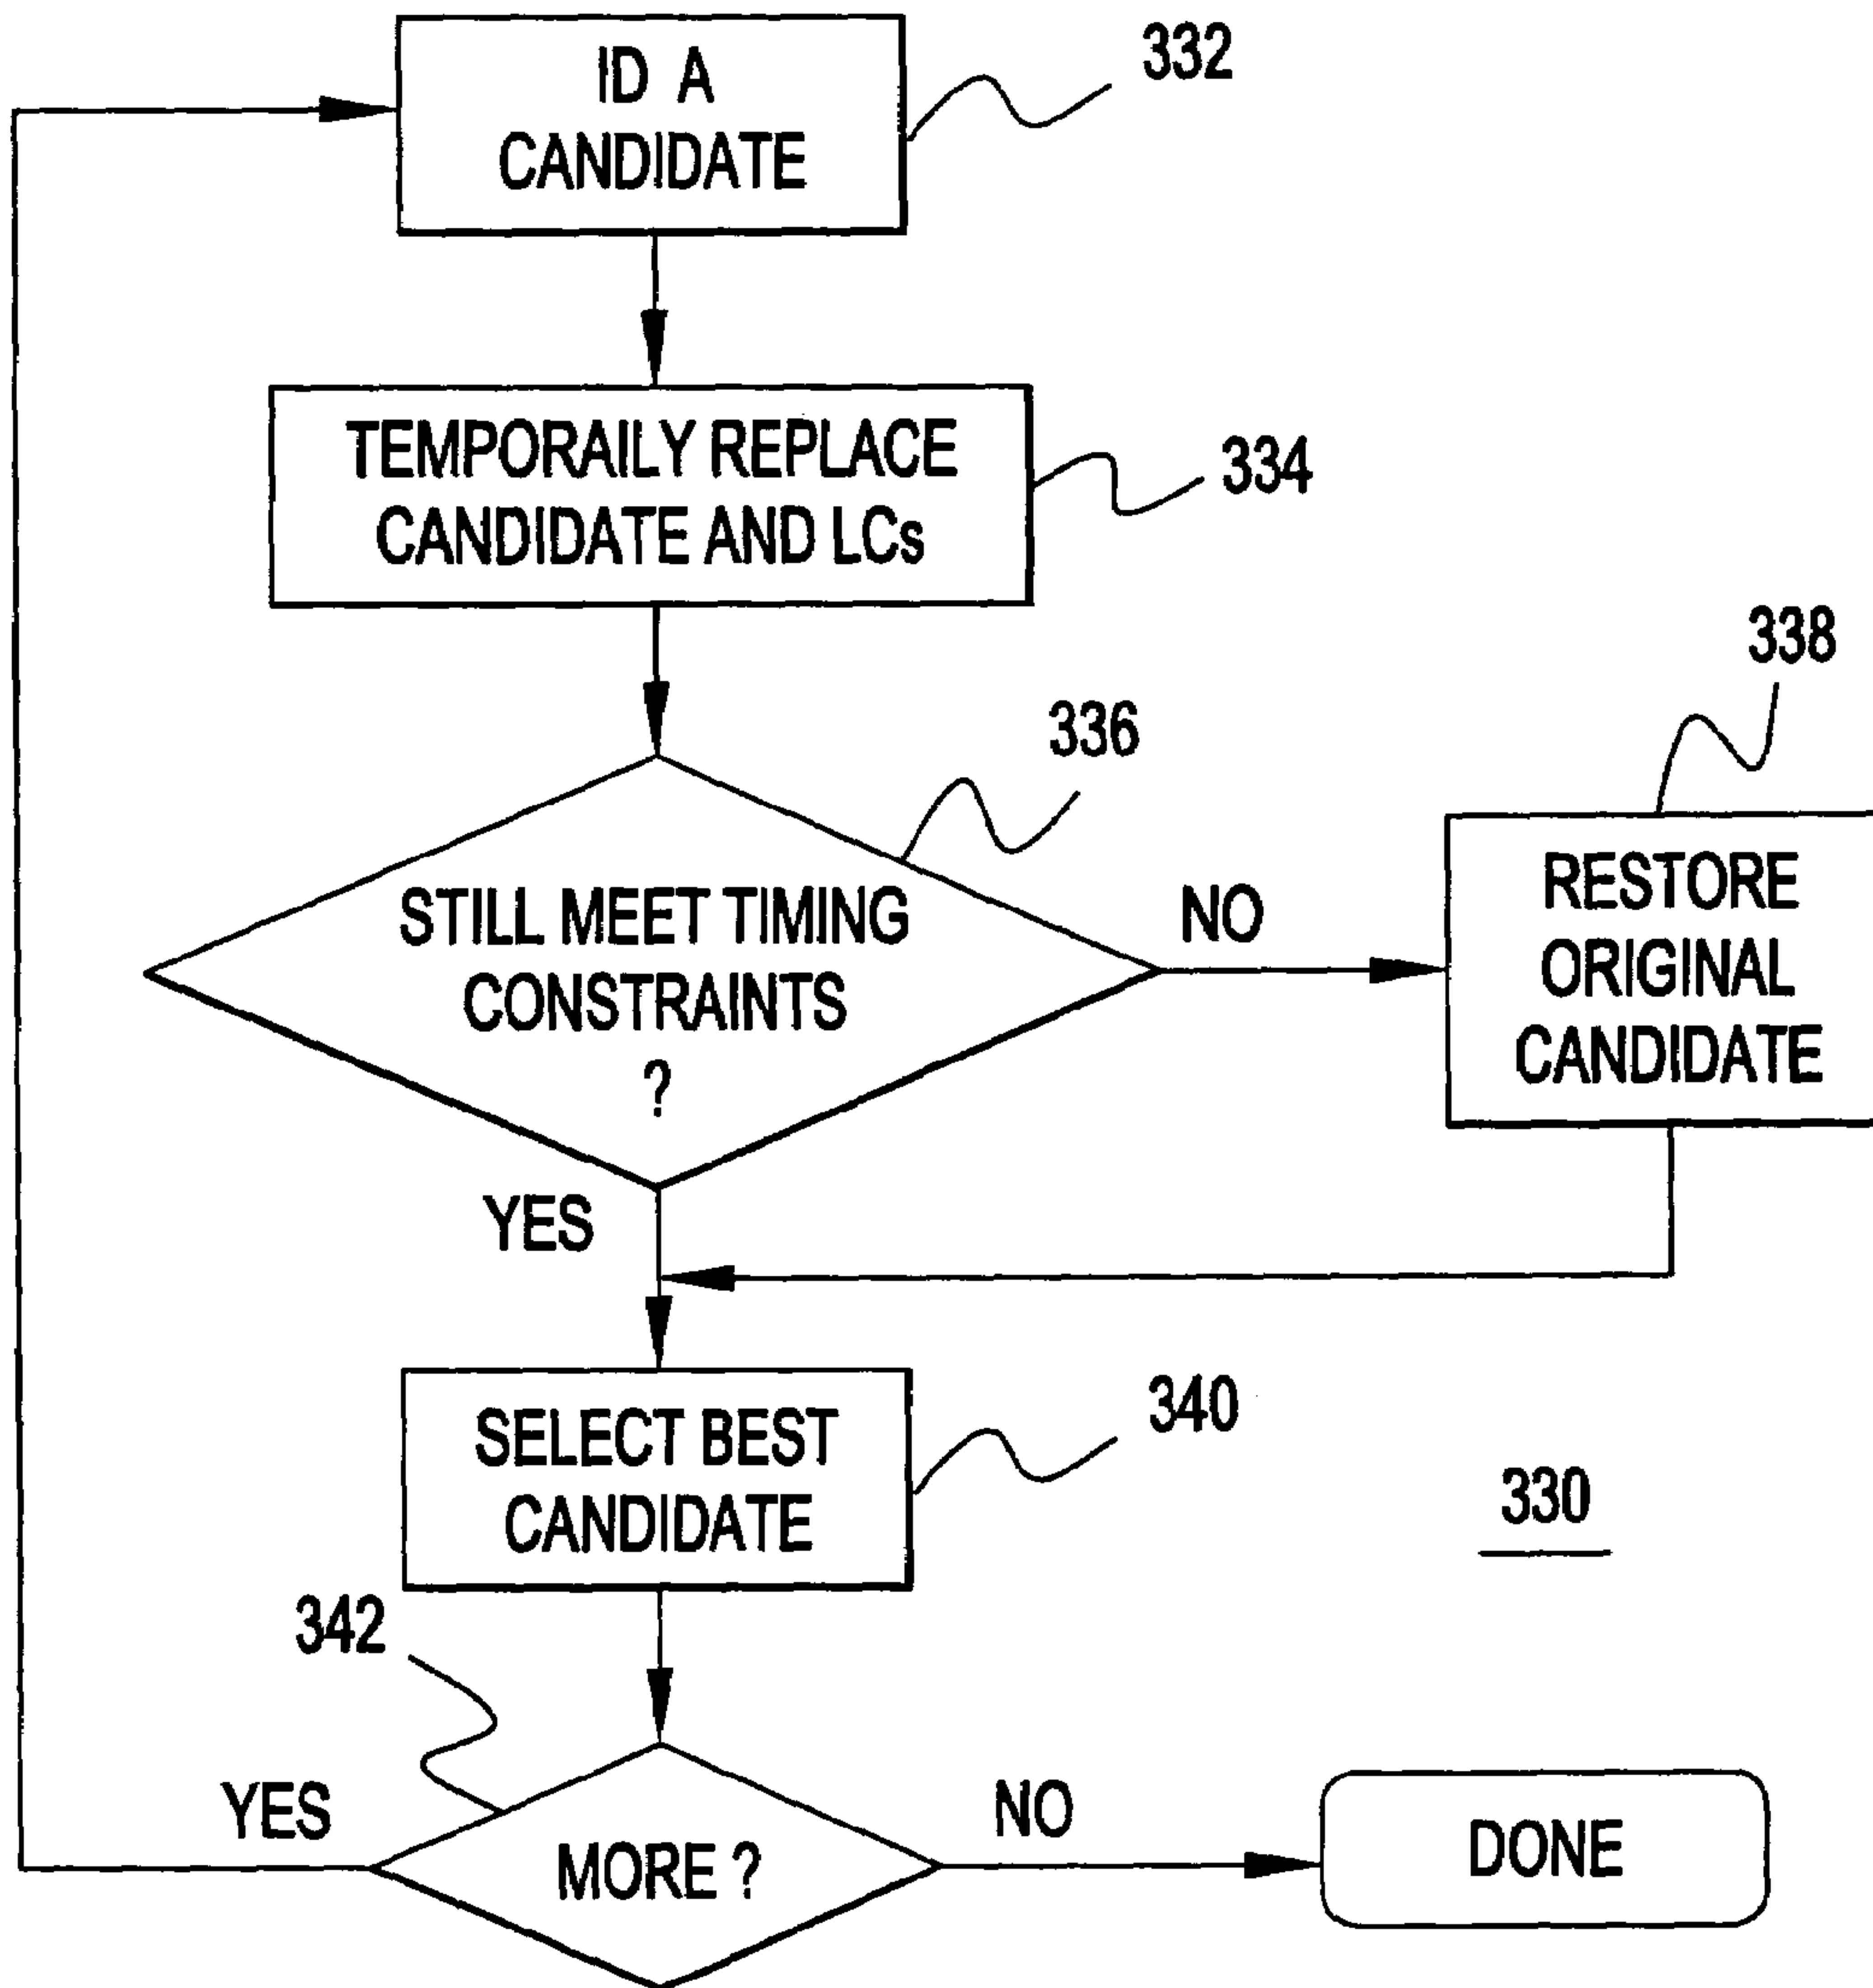 ID A
CANDIDATE
332
TEMPORAILY REPLACE
CANDIDATE AND LCs
334
338
336
STILL MEET TIMING
CONSTRAINTS
?
NO
RESTORE
ORIGINAL
CANDIDATE
YES
SELECT BEST
CANDIDATE
340
330
342
YES
MORE ?
NO
DONE